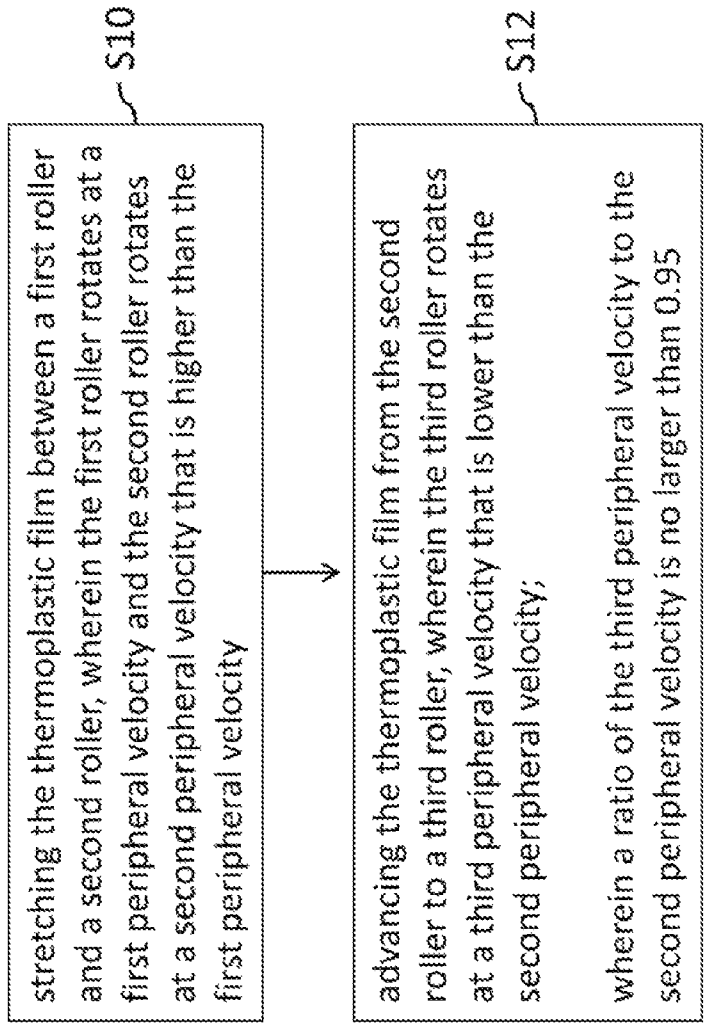 stretching the thermoplastic film between a first roller
and a second roller, wherein the first roller rotates at a
first peripheral velocity and the second roller rotates
at a second peripheral velocity that is higher than the
first peripheral velocity
S10
advancing the thermoplastic film from the second
roller to a third roller, wherein the third roller rotates
at a third peripheral velocity that is lower than the
second peripheral velocity;
wherein a ratio of the third peripheral velocity to the
second peripheral velocity is no larger than 0.95
S12